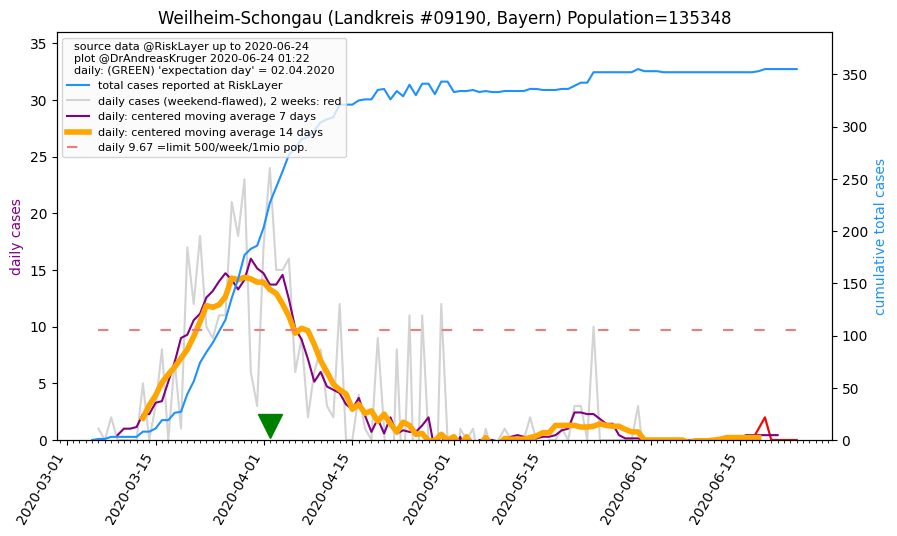 Weilheim-Schongau (Landkreis #09190, Bayern) Population=135348
source data @RiskLayer up to 2020-06-24
plot @DrAndreasKruger 2020-06-24 01:22
daily: (GREEN) 'expectation day' = 02.04.2020
total cases reported at RiskLayer
daily cases (weekend-flawed), 2 weeks: red
daily: centered moving average 7 days
daily: centered moving average 14 days
daily 9.67 =limit 500/week/1mio pop.
daily cases
35
30
25
20
15
10
5
0
cumulative total cases
350
300
250
200
150
100
50
0
2020-03-01
2020-03-15
2020-04-01
2020-04-15
2020-05-01
2020-05-15
2020-06-01
2020-06-15